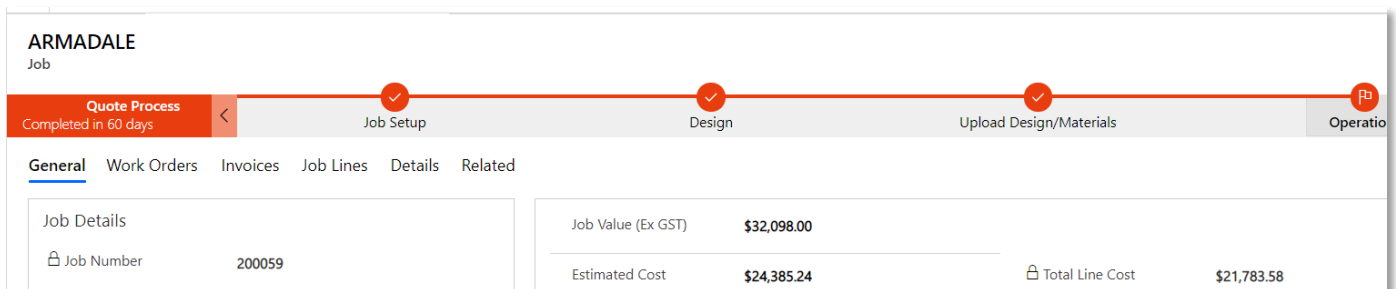 ARMADALE
Job
Quote Process
Completed in 60 days
Job Setup
Design
Upload Design/Materials
Operatio
General Work Orders Invoices Job Lines Details Related
Job Details
Job Number 200059
Job Value (Ex GST) $32,098.00
Estimated Cost $24,385.24
Total Line Cost $21,783.58